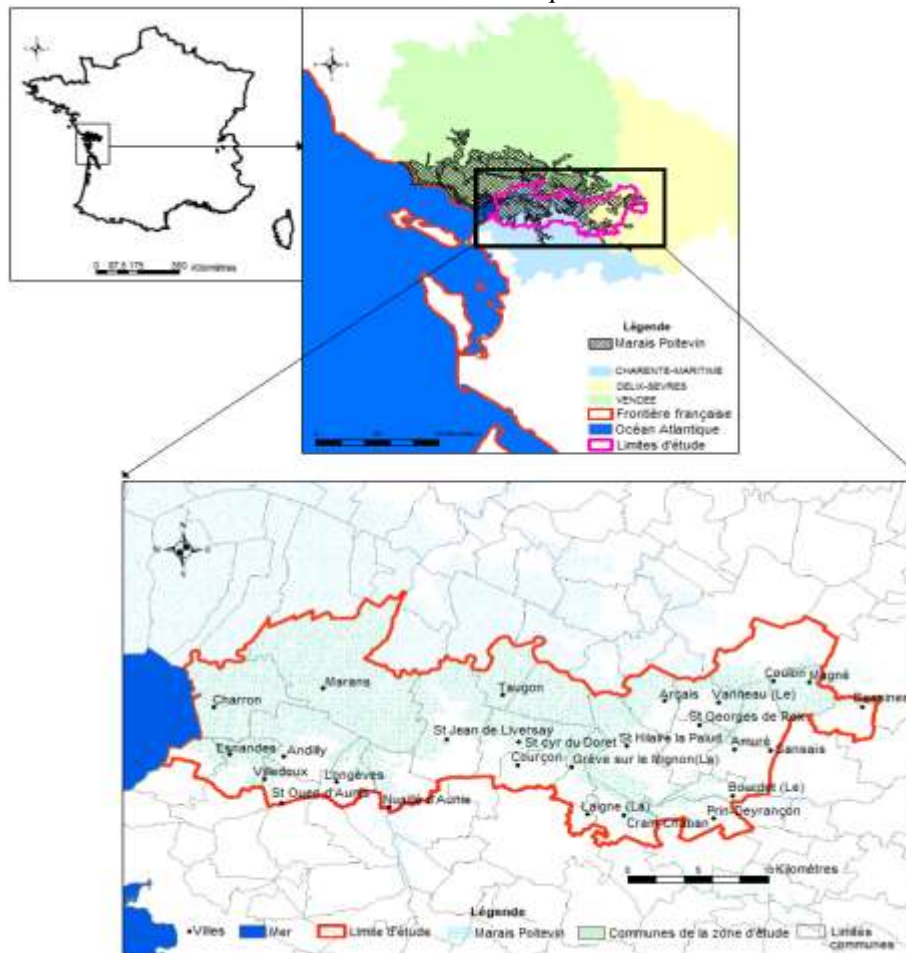 Kilomètres
Légende
Marais Poitevin
CHARENTE-MARITIME
DEUX-SEVRES
VENDEE
Frontière française
Océan Atlantique
Limites d'étude
Coulon
Magné
Marans
Taugon
Arçais
Vanneau (Le)
Bessines
Charron
St Georges de Rex
St Jean de Liversay
St cyr du Doret
St Hilaire la Palud
Amuré
Sansais
Esnandes
Andilly
Courçon
Grève sur le Mignon(La)
Villedoux
Longèves
Bourdet (Le)
St Ouen d'Aunis
Nuaillé d'Aunis
Laigne (La)
Cram-Chaban
Prin-Deyrançon
Kilomètres
Légende
Villes
Mer
Limite d'étude
Marais Poitevin
Communes de la zone d'étude
Limites communes